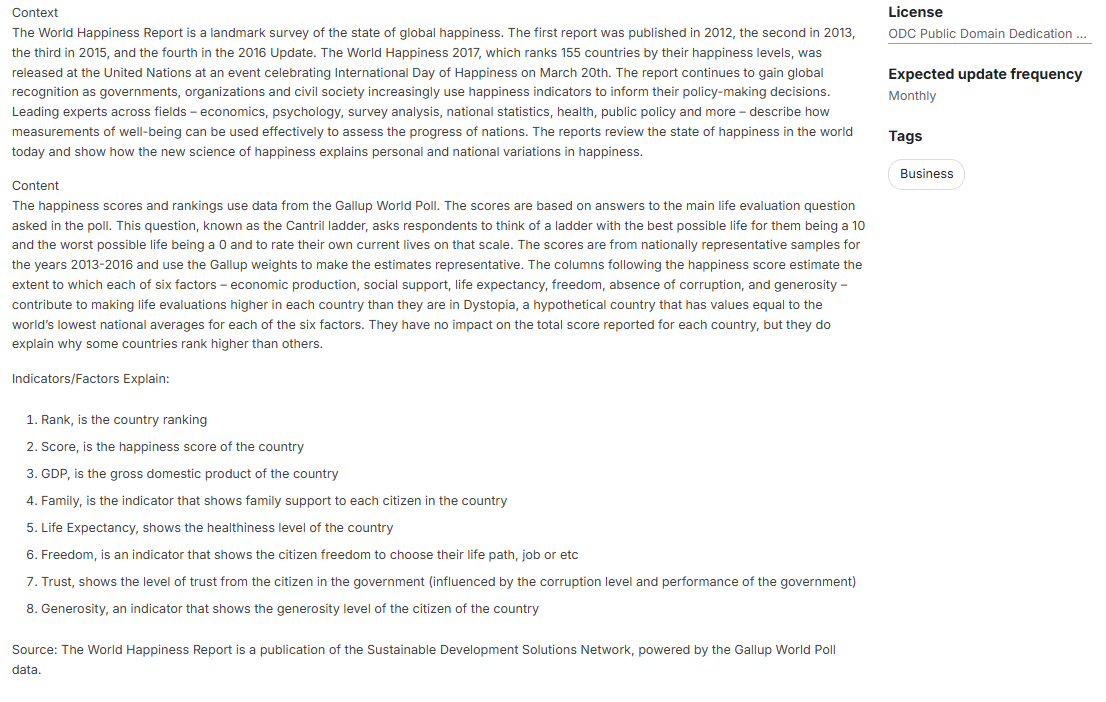 Context
The World Happiness Report is a landmark survey of the state of global happiness. The first report was published in 2012, the second in 2013,
the third in 2015, and the fourth in the 2016 Update. The World Happiness 2017, which ranks 155 countries by their happiness levels, was
released at the United Nations at an event celebrating International Day of Happiness on March 20th. The report continues to gain global
recognition as governments, organizations and civil society increasingly use happiness indicators to inform their policy-making decisions.
Leading experts across fields – economics, psychology, survey analysis, national statistics, health, public policy and more – describe how
measurements of well-being can be used effectively to assess the progress of nations. The reports review the state of happiness in the world
today and show how the new science of happiness explains personal and national variations in happiness.
Content
The happiness scores and rankings use data from the Gallup World Poll. The scores are based on answers to the main life evaluation question
asked in the poll. This question, known as the Cantril ladder, asks respondents to think of a ladder with the best possible life for them being a 10
and the worst possible life being a 0 and to rate their own current lives on that scale. The scores are from nationally representative samples for
the years 2013-2016 and use the Gallup weights to make the estimates representative. The columns following the happiness score estimate the
extent to which each of six factors – economic production, social support, life expectancy, freedom, absence of corruption, and generosity –
contribute to making life evaluations higher in each country than they are in Dystopia, a hypothetical country that has values equal to the
world's lowest national averages for each of the six factors. They have no impact on the total score reported for each country, but they do
explain why some countries rank higher than others.
Indicators/Factors Explain:
1. Rank, is the country ranking
2. Score, is the happiness score of the country
3. GDP, is the gross domestic product of the country
4. Family, is the indicator that shows family support to each citizen in the country
5. Life Expectancy, shows the healthiness level of the country
6. Freedom, is an indicator that shows the citizen freedom to choose their life path, job or etc
7. Trust, shows the level of trust from the citizen in the government (influenced by the corruption level and performance of the government)
8. Generosity, an indicator that shows the generosity level of the citizen of the country
Source: The World Happiness Report is a publication of the Sustainable Development Solutions Network, powered by the Gallup World Poll
data.
License
ODC Public Domain Dedication ...
Expected update frequency
Monthly
Tags
Business